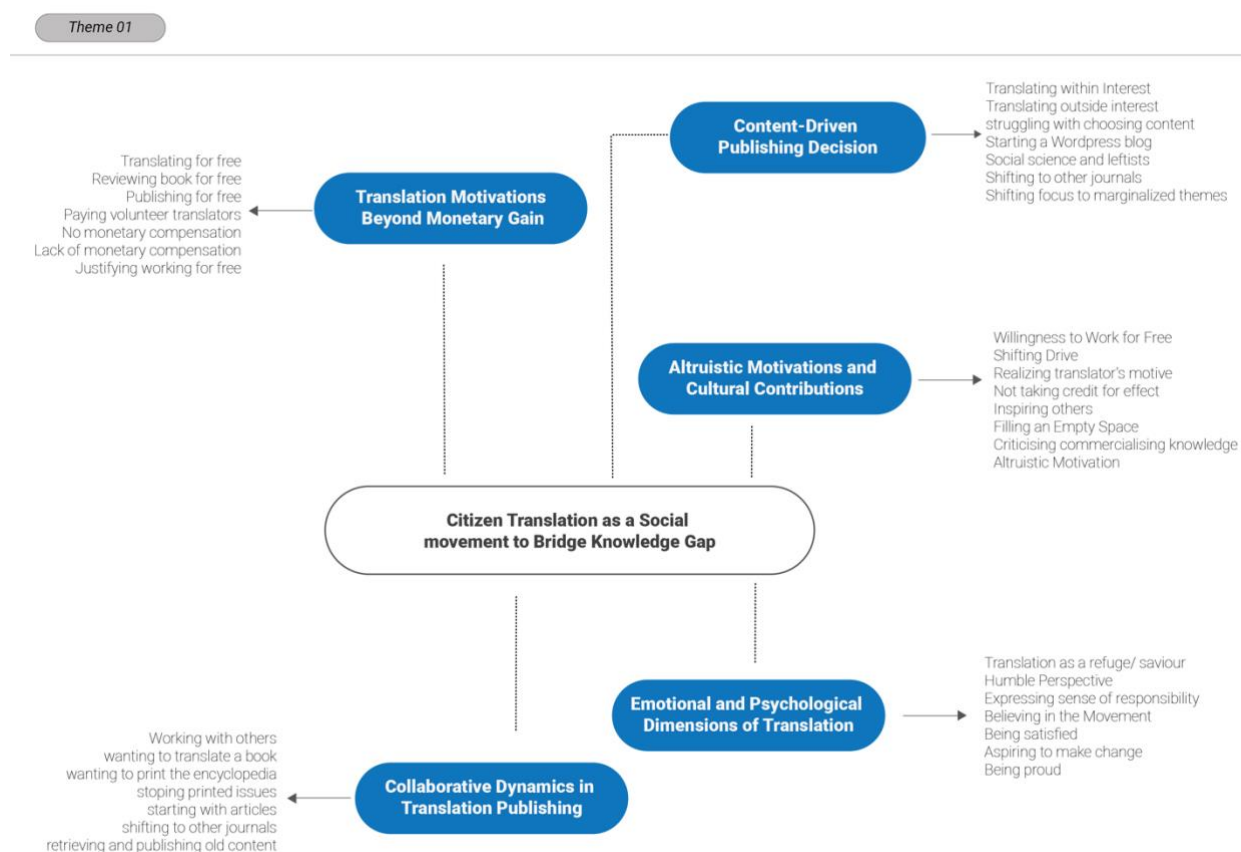 Theme 01
Content-Driven
Publishing Decision
Translating within Interest
Translating outside interest
struggling with choosing content
Starting a Wordpress blog
Social science and leftists
Shifting to other journals
Shifting focus to marginalized themes
Translating for free
Reviewing book for free
Publishing for free
Paying volunteer translators
No monetary compensation
Lack of monetary compensation
Justifying working for free
Translation Motivations
Beyond Monetary Gain
Altruistic Motivations and
Cultural Contributions
Willingness to Work for Free
Shifting Drive
Realizing translator's motive
Not taking credit for effect
Inspiring others
Filling an Empty Space
Criticising commercialising knowledge
Altruistic Motivation
Citizen Translation as a Social
movement to Bridge Knowledge Gap
Emotional and Psychological
Dimensions of Translation
Translation as a refuge/ saviour
Humble Perspective
Expressing sense of responsibility
Believing in the Movement
Being satisfied
Aspiring to make change
Being proud
Working with others
wanting to translate a book
wanting to print the encyclopedia
stoping printed issues
starting with articles
shifting to other journals
retrieving and publishing old content
Collaborative Dynamics in
Translation Publishing